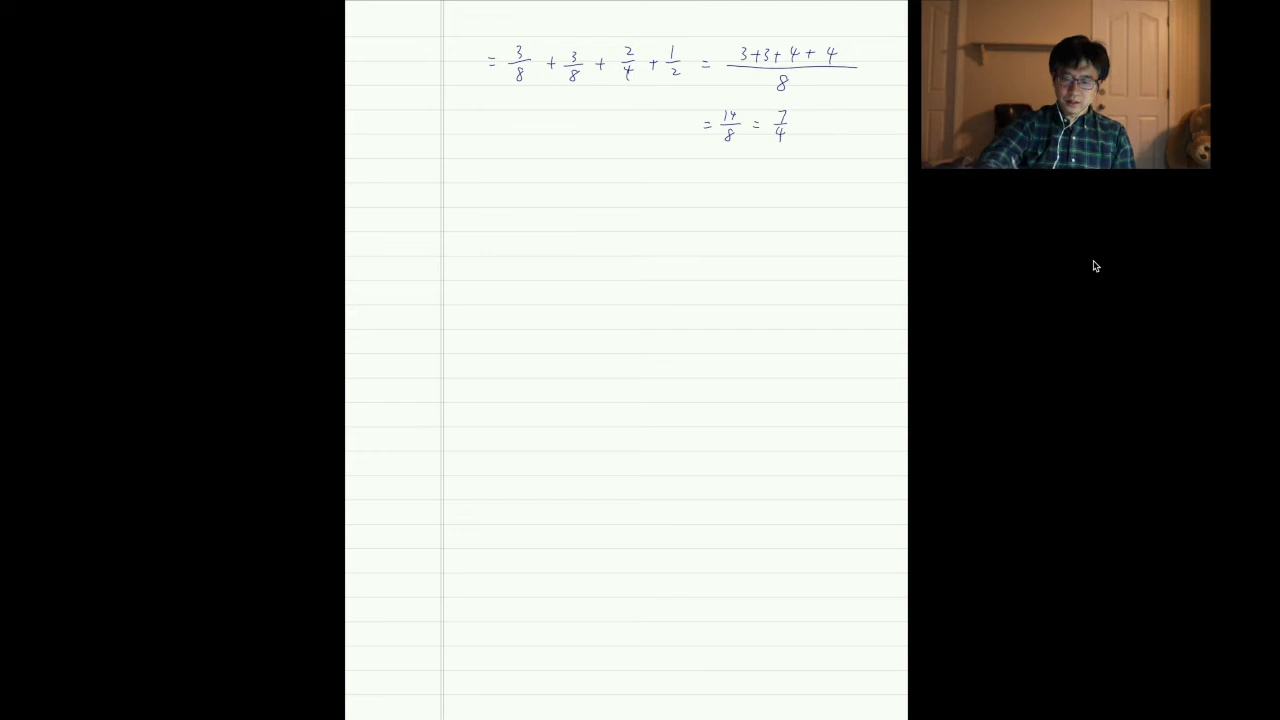 = 3/8 + 3/8 + 2/4 + 1/2 = (3+3+4+4)/8
= 14/8 = 7/4